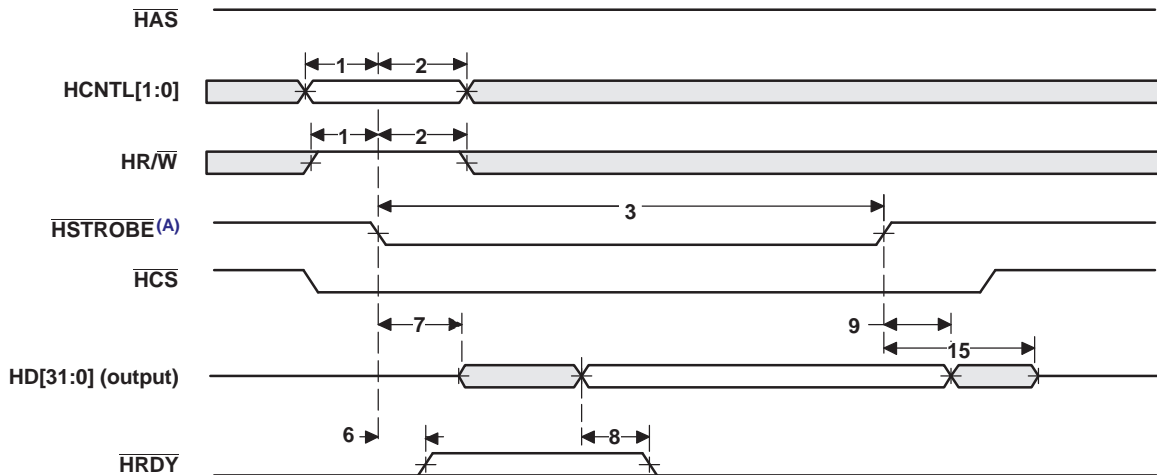 HAS
1 2
HCNTL[1:0]
1 2
HR/W
3
HSTROBE(A)
HCS
7 9
15
HD[31:0] (output)
6 8
HRDY